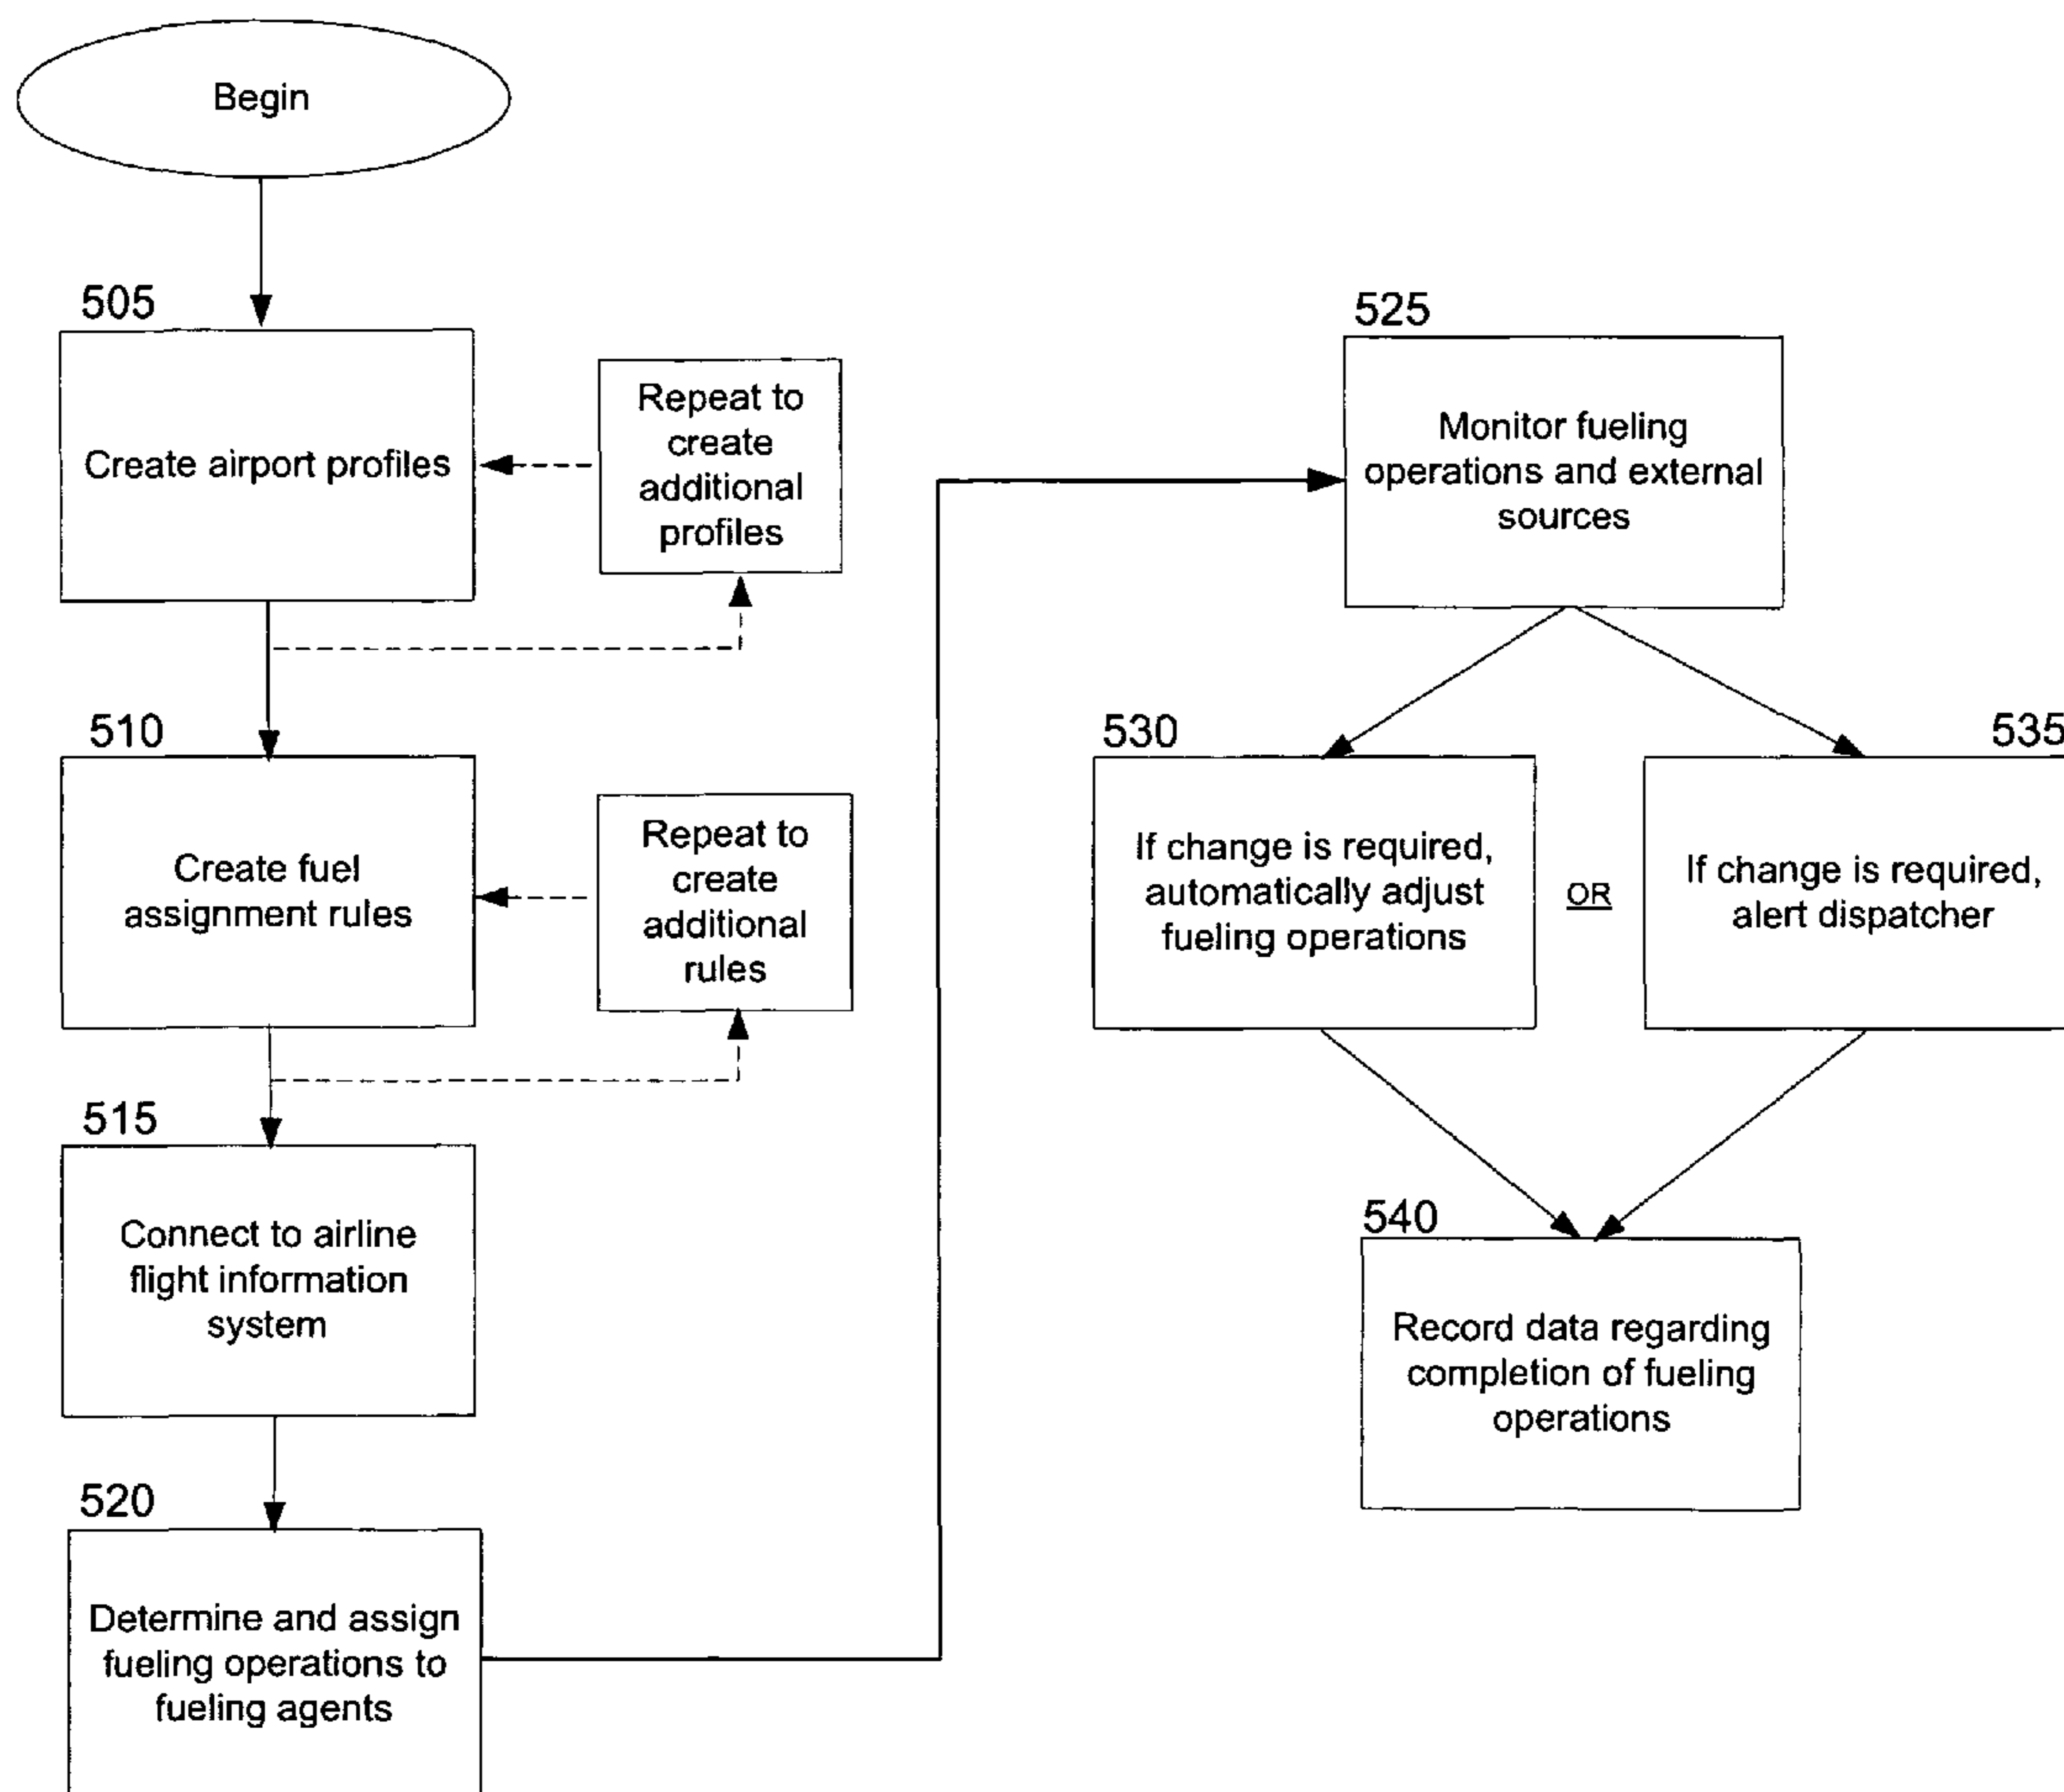 Begin
505
Create airport profiles
Repeat to
create
additional
profiles
510
Create fuel
assignment rules
Repeat to
create
additional
rules
515
Connect to airline
flight information
system
520
Determine and assign
fueling operations to
fueling agents
525
Monitor fueling
operations and external
sources
530
If change is required,
automatically adjust
fueling operations
OR
535
If change is required,
alert dispatcher
540
Record data regarding
completion of fueling
operations